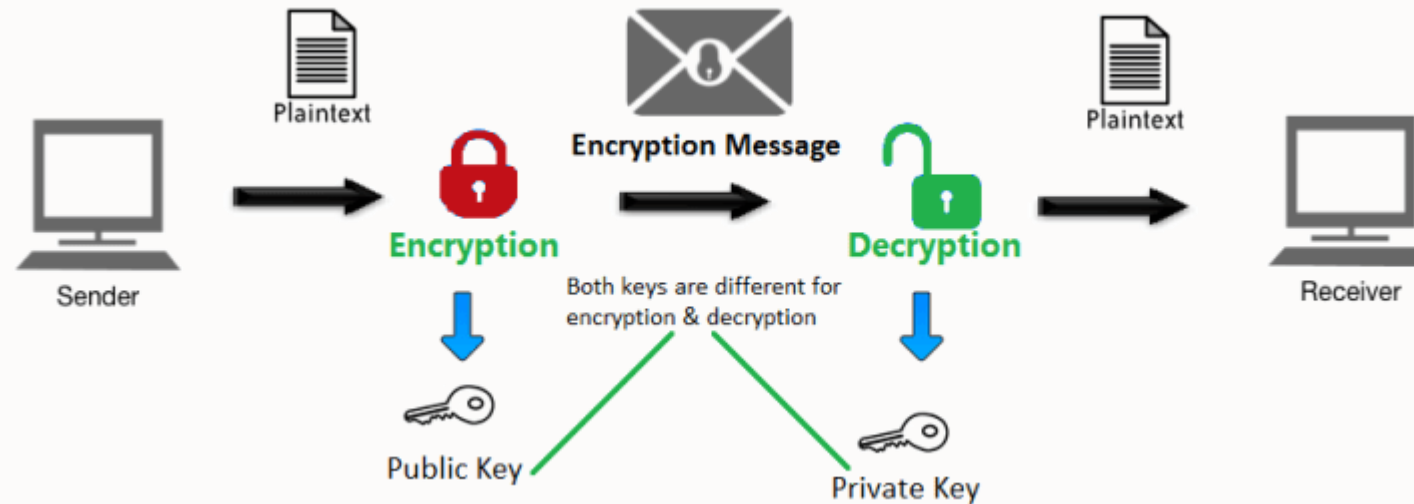 Plaintext
Plaintext
Encryption Message
Encryption
Decryption
Sender
Receiver
Both keys are different for
encryption & decryption
Public Key
Private Key